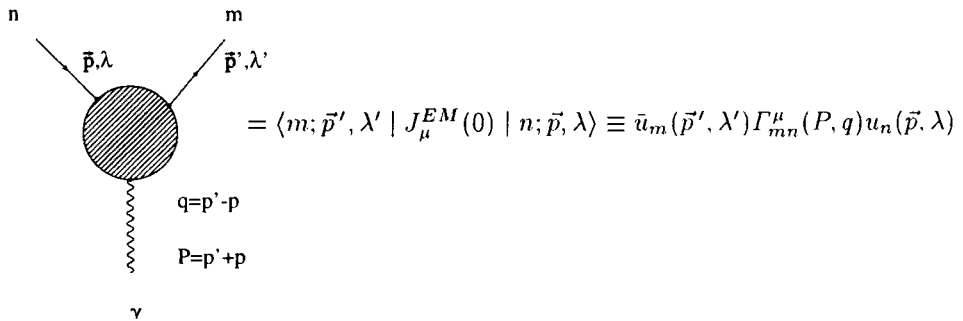 n m
p⃗,λ p⃗',λ'
= ⟨m; p⃗ ′, λ′ | J_μ^{EM}(0) | n; p⃗, λ⟩ ≡ ū_m(p⃗ ′, λ′)Γ^μ_{mn}(P, q)u_n(p⃗, λ)
q=p'-p
P=p'+p
γ